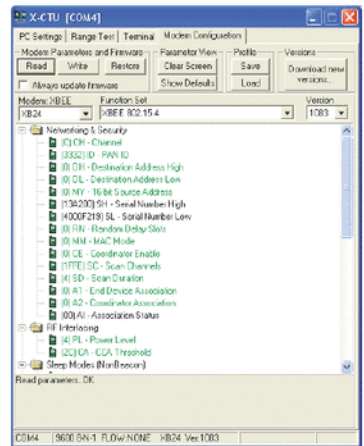 X-CTU [COM4]
PC Settings Range Test Terminal Modem Configuration
Modem Parameters and Firmware Parameter View Profile Versions
Read Write Restore Clear Screen Save Download new
versions...
Always update firmware Show Defaults Load
Modem: XBEE Function Set Version
XB24 XBEE 802.15.4 1083
Networking & Security
(C) CH - Channel
(3332) ID - PAN ID
(0) DH - Destination Address High
(0) DL - Destination Address Low
(0) MY - 16-bit Source Address
(13A200) SH - Serial Number High
(4000F219) SL - Serial Number Low
(0) RN - Random Delay Slots
(0) MM - MAC Mode
(0) CE - Coordinator Enable
(1FFE) SC - Scan Channels
(4) SD - Scan Duration
(0) A1 - End Device Association
(0) A2 - Coordinator Association
(00) AI - Association Status
RF Interfacing
(4) PL - Power Level
(2C) CA - CCA Threshold
Sleep Modes (NonBeacon)
Read parameters..OK
COM4 9600 8-N-1 FLOW:NONE XB24 Ver:1083